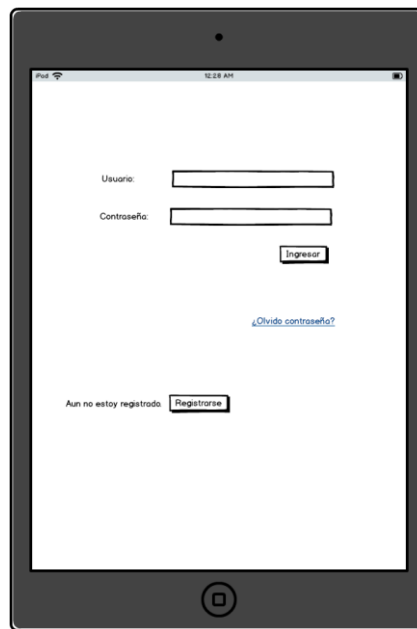 iPod
12:28 AM
Usuario:
Contraseña:
Ingresar
¿Olvido contraseña?
Aun no estoy registrado. Registrarse